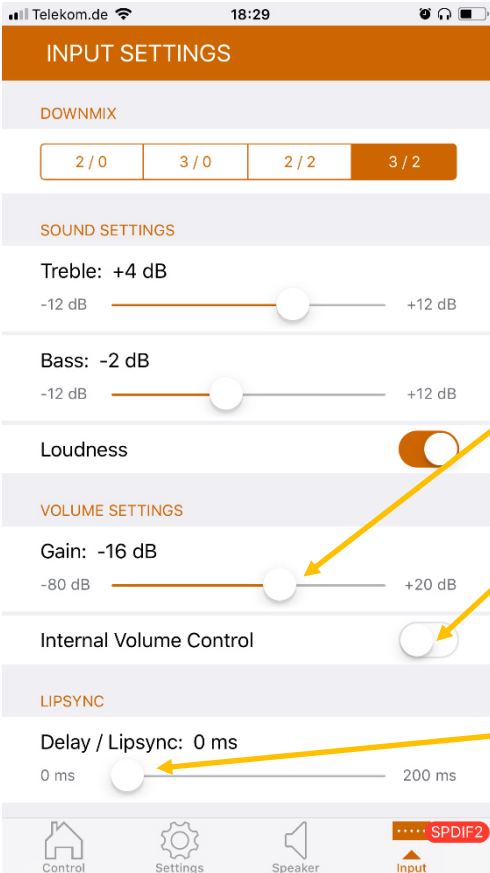 Telekom.de 18:29
INPUT SETTINGS
DOWNMIX
2 / 0 3 / 0 2 / 2 3 / 2
SOUND SETTINGS
Treble: +4 dB
-12 dB +12 dB
Bass: -2 dB
-12 dB +12 dB
Loudness
VOLUME SETTINGS
Gain: -16 dB
-80 dB +20 dB
Internal Volume Control
LIPSYNC
Delay / Lipsync: 0 ms
0 ms 200 ms
SPDIF2
Control Settings Speaker Input